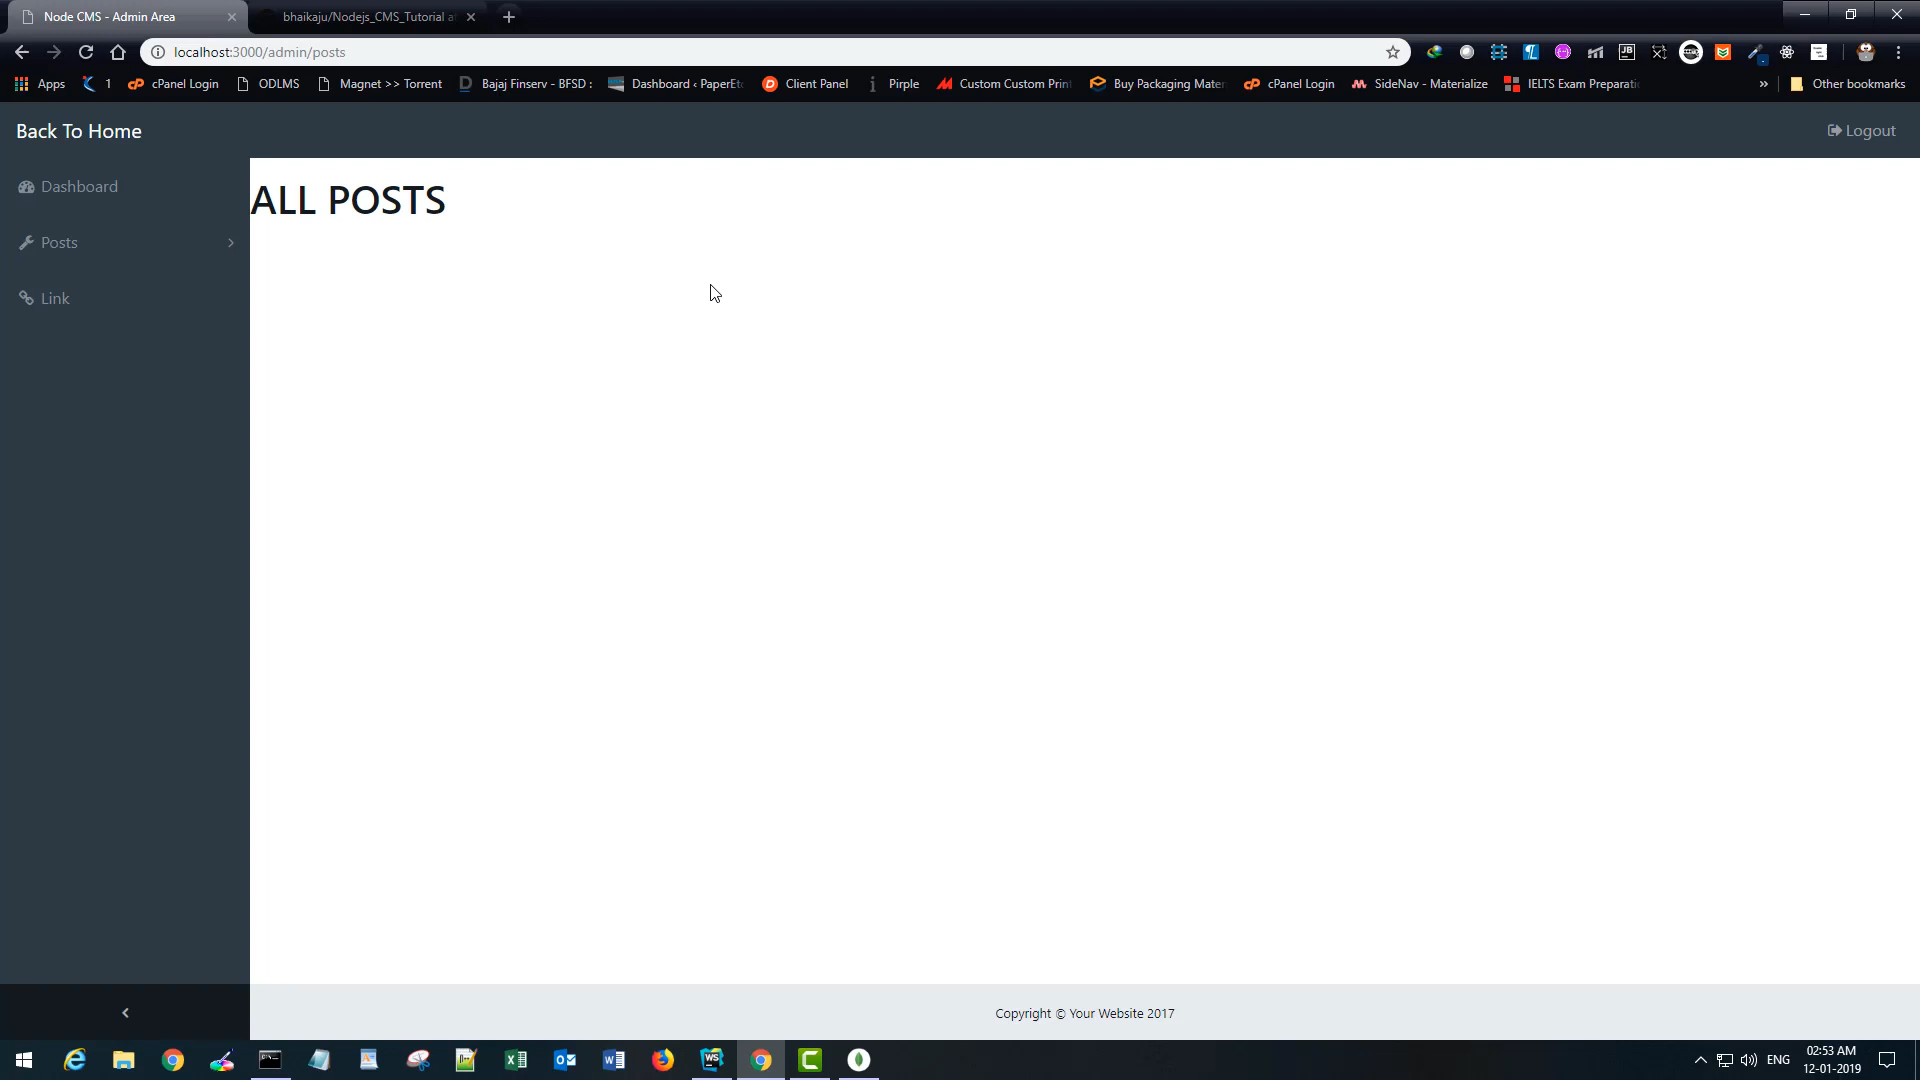 Node CMS - Admin Area
bhaikaju/Nodejs_CMS_Tutorial a
localhost:3000/admin/posts
Apps
1
cPanel Login
ODLMS
Magnet >> Torrent
Bajaj Finserv - BFSD :
Dashboard ‹ PaperEt
Client Panel
Pirple
Custom Custom Print
Buy Packaging Mater
cPanel Login
SideNav - Materialize
IELTS Exam Preparati
»
Other bookmarks
Back To Home
Logout
Dashboard
Posts
Link
ALL POSTS
Copyright © Your Website 2017
ENG
02:53 AM
12-01-2019